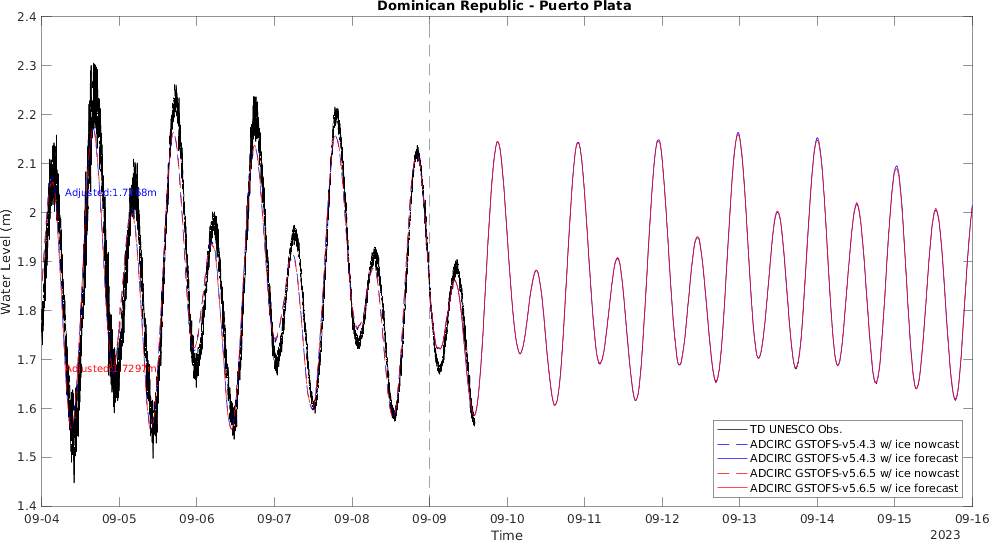 Dominican Republic - Puerto Plata
2.4
2.3
2.2
2.1
2
1.9
1.8
1.7
1.6
1.5
1.4
Water Level (m)
Adjusted:
Adjusted:
TD UNESCO Obs.
ADCIRC GSTOFS-v5.4.3 w/ ice nowcast
ADCIRC GSTOFS-v5.4.3 w/ ice forecast
ADCIRC GSTOFS-v5.6.5 w/ ice nowcast
ADCIRC GSTOFS-v5.6.5 w/ ice forecast
09-04 09-05 09-06 09-07 09-08 09-09 09-10 09-11 09-12 09-13 09-14 09-15 09-16
Time
2023